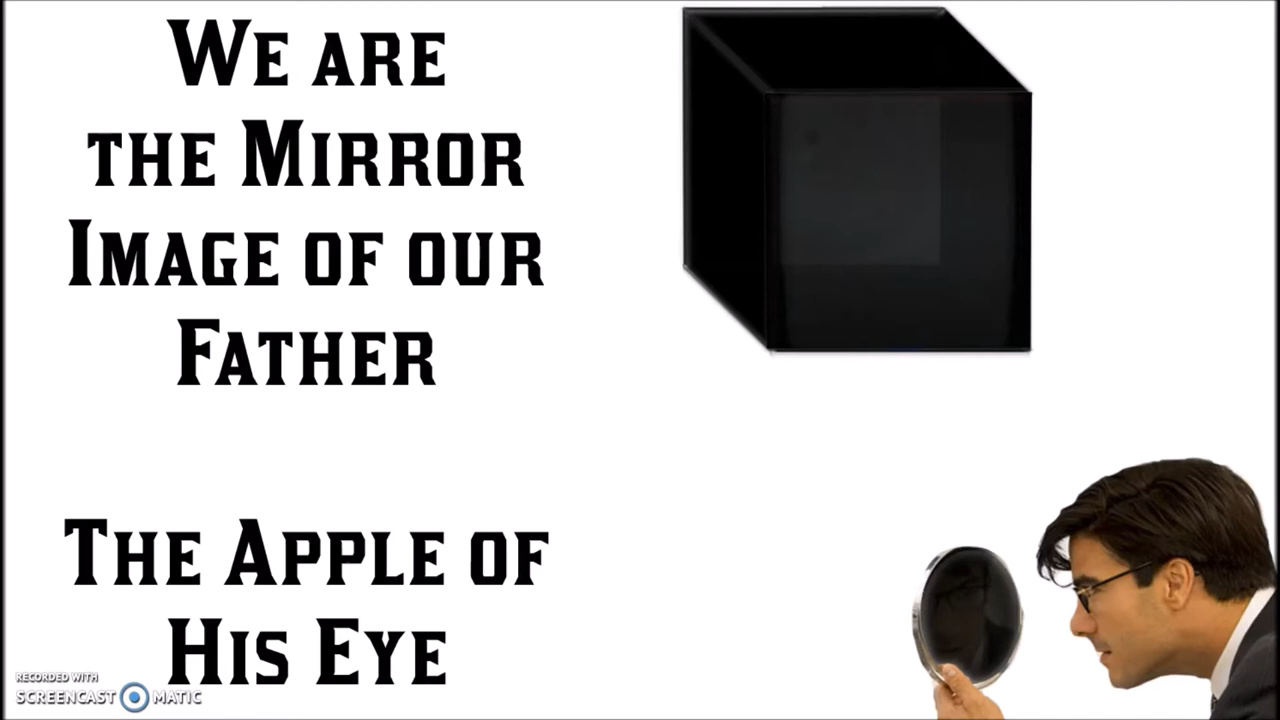 We are
the Mirror
Image of our
Father
The Apple of
His Eye
RECORDED WITH
SCREENCAST MATIC